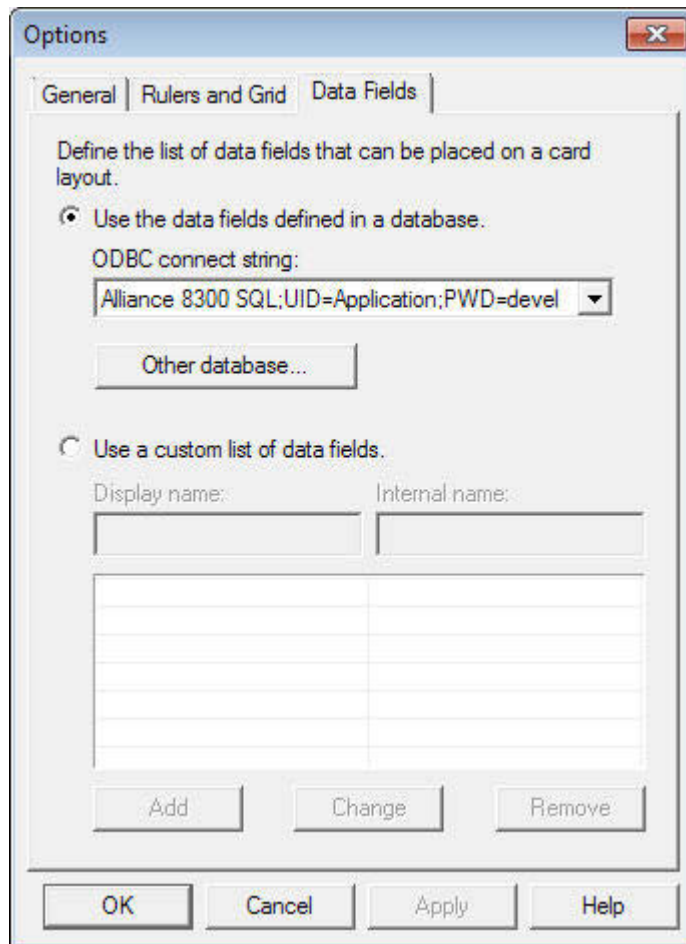 Options
General
Rulers and Grid
Data Fields
Define the list of data fields that can be placed on a card
layout.
Use the data fields defined in a database.
ODBC connect string:
Alliance 8300 SQL;UID=Application;PWD=devel
Other database...
Use a custom list of data fields.
Display name:
Internal name:
Add
Change
Remove
OK
Cancel
Apply
Help